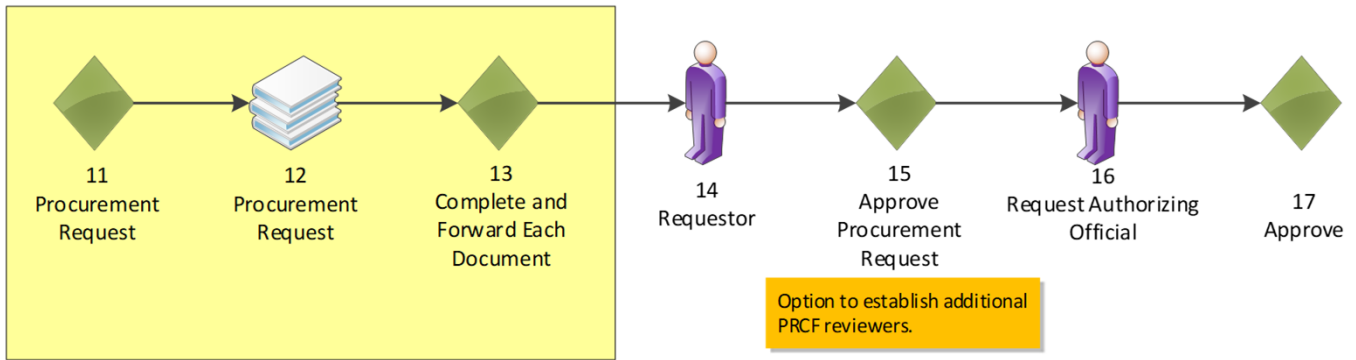 11
Procurement
Request
12
Procurement
Request
13
Complete and
Forward Each
Document
14
Requestor
15
Approve
Procurement
Request
16
Request Authorizing
Official
17
Approve
Option to establish additional
PRCF reviewers.